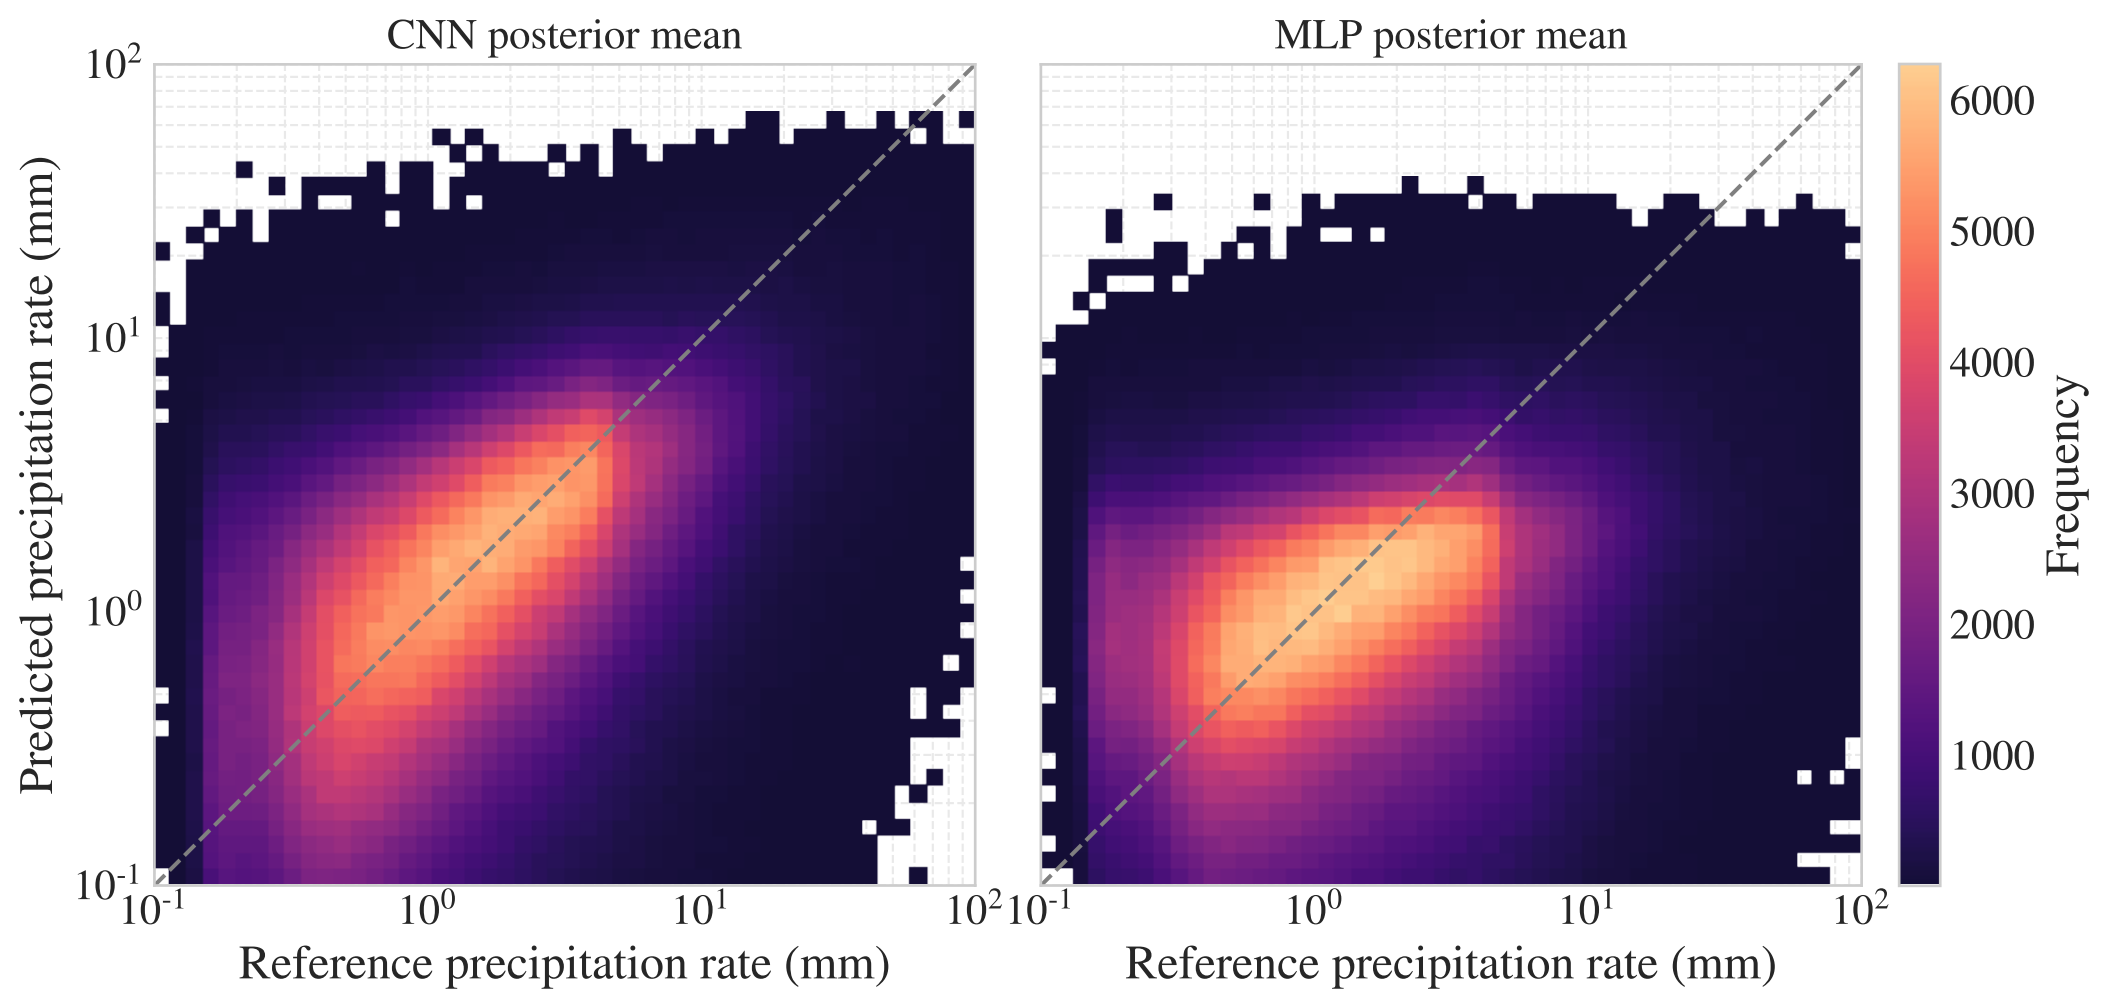 CNN posterior mean
MLP posterior mean
10^2
10^1
10^0
10^-1
Predicted precipitation rate (mm)
10^-1 10^0 10^1 10^2
10^-1 10^0 10^1 10^2
Reference precipitation rate (mm)
Reference precipitation rate (mm)
6000
5000
4000
3000
2000
1000
Frequency